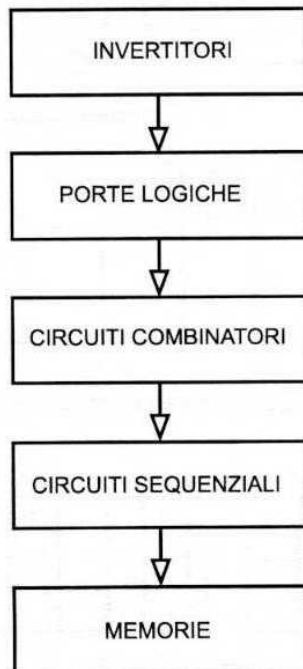 INVERTITORI
PORTE LOGICHE
CIRCUITI COMBINATORI
CIRCUITI SEQUENZIALI
MEMORIE